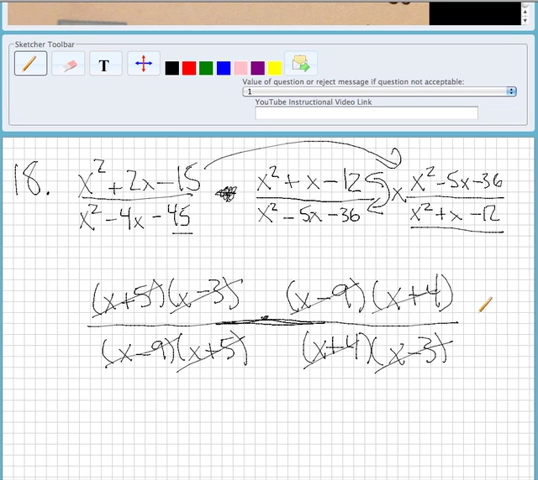 Sketcher Toolbar
T
Value of question or reject message if question not acceptable:
1
YouTube Instructional Video Link
18. x² + 2x - 15 / x² - 4x - 45 x² + x - 12 / x² - 5x - 36 x x² - 5x - 36 / x² + x - 12
(x+5)(x-3) (x-9)(x+4)
(x-9)(x+5) (x+4)(x-3)